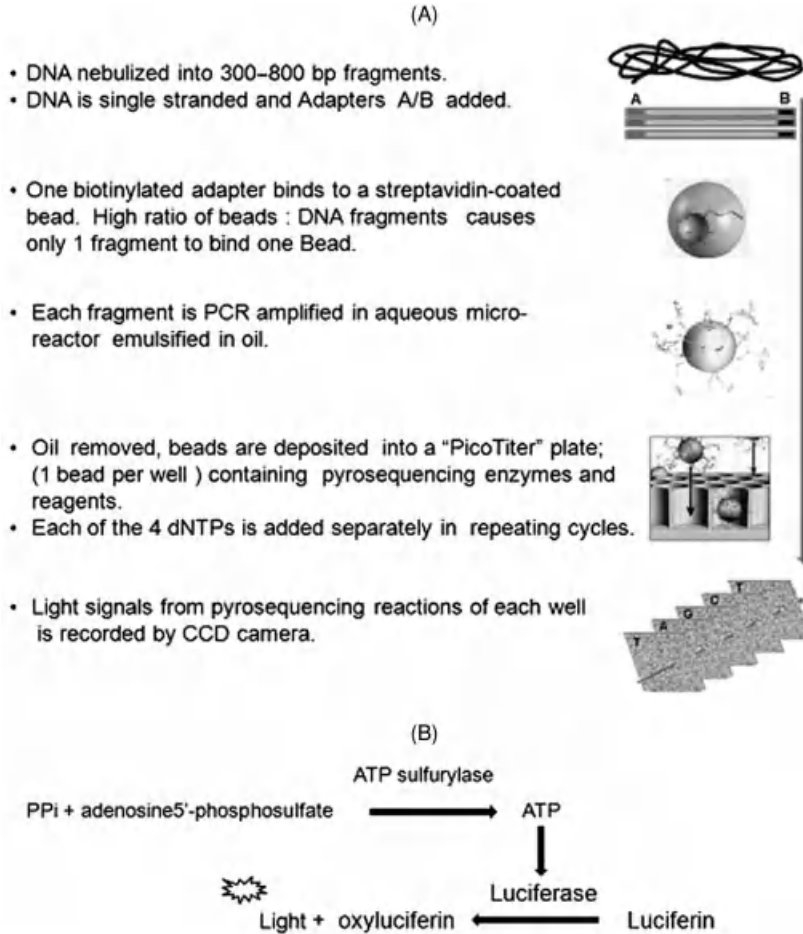 (A)
• DNA nebulized into 300–800 bp fragments.
• DNA is single stranded and Adapters A/B added.
A B
• One biotinylated adapter binds to a streptavidin-coated
bead. High ratio of beads : DNA fragments causes
only 1 fragment to bind one Bead.
• Each fragment is PCR amplified in aqueous micro-
reactor emulsified in oil.
• Oil removed, beads are deposited into a "PicoTiter" plate;
(1 bead per well ) containing pyrosequencing enzymes and
reagents.
• Each of the 4 dNTPs is added separately in repeating cycles.
• Light signals from pyrosequencing reactions of each well
is recorded by CCD camera.
T A G C T
(B)
ATP sulfurylase
PPi + adenosine5'-phosphosulfate ATP
Luciferase
Light + oxyluciferin Luciferin